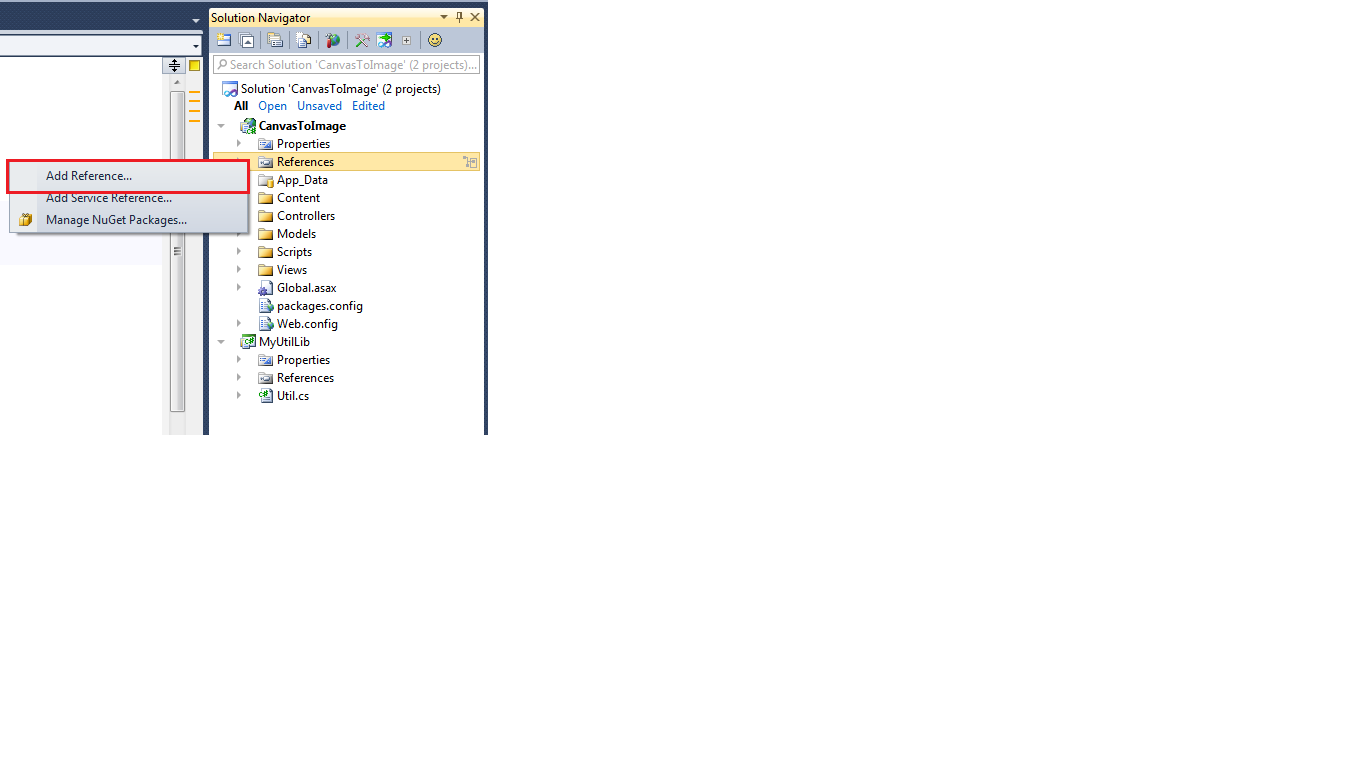 Solution Navigator
Search Solution 'CanvasToImage' (2 projects)...
Solution 'CanvasToImage' (2 projects)
All Open Unsaved Edited
CanvasToImage
Properties
References
App_Data
Content
Controllers
Models
Scripts
Views
Global.asax
packages.config
Web.config
MyUtilLib
Properties
References
Util.cs
Add Reference...
Add Service Reference...
Manage NuGet Packages...